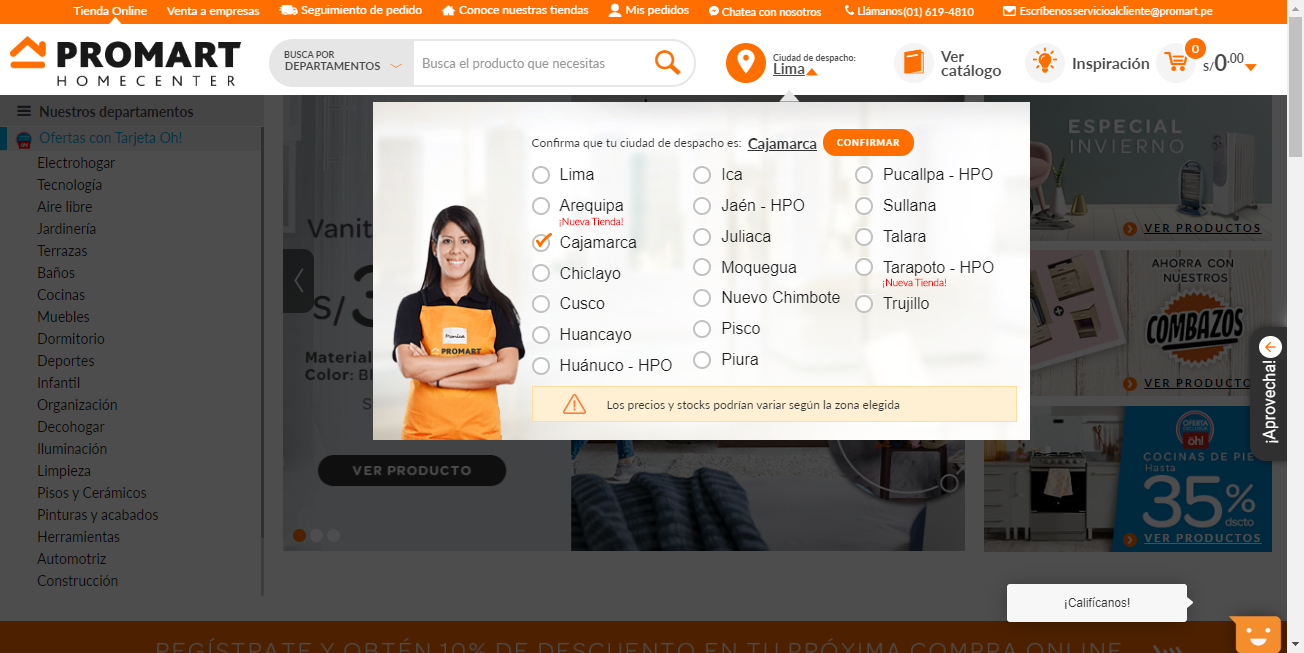 Tienda Online
Venta a empresas
Seguimiento de pedido
Conoce nuestras tiendas
Mis pedidos
Chatea con nosotros
Llámanos(01) 619-4810
Escríbenosservicioalcliente@promart.pe
PROMART
HOMECENTER
BUSCA POR
DEPARTAMENTOS
Busca el producto que necesitas
Ciudad de despacho:
Lima
Ver
catálogo
Inspiración
0
S/0.00
Nuestros departamentos
Ofertas con Tarjeta Oh!
Electrohogar
Tecnología
Aire libre
Jardinería
Terrazas
Baños
Cocinas
Muebles
Dormitorio
Deportes
Infantil
Organización
Decohogar
Iluminación
Limpieza
Pisos y Cerámicos
Pinturas y acabados
Herramientas
Automotriz
Construcción
Vanit
S/3
Material
Color: Bl
VER PRODUCTO
Confirma que tu ciudad de despacho es: Cajamarca
CONFIRMAR
Lima
Arequipa
¡Nueva Tienda!
Cajamarca
Chiclayo
Cusco
Huancayo
Huánuco - HPO
Ica
Jaén - HPO
Juliaca
Moquegua
Nuevo Chimbote
Pisco
Piura
Pucallpa - HPO
Sullana
Talara
Tarapoto - HPO
¡Nueva Tienda!
Trujillo
PROMART
Los precios y stocks podrían variar según la zona elegida
ESPECIAL
INVIERNO
VER PRODUCTOS
AHORRA CON
NUESTROS
COMBAZOS
VER PRODUCTO
¡Aprovecha!
OFERTA
EXCLUSIVA
oh!
COCINAS DE PIE
Hasta
35%
dscto
VER PRODUCTOS
¡Califícanos!
REGÍSTRATE Y OBTÉN 10% DE DESCUENTO EN TU PRÓXIMA COMPRA ONLINE